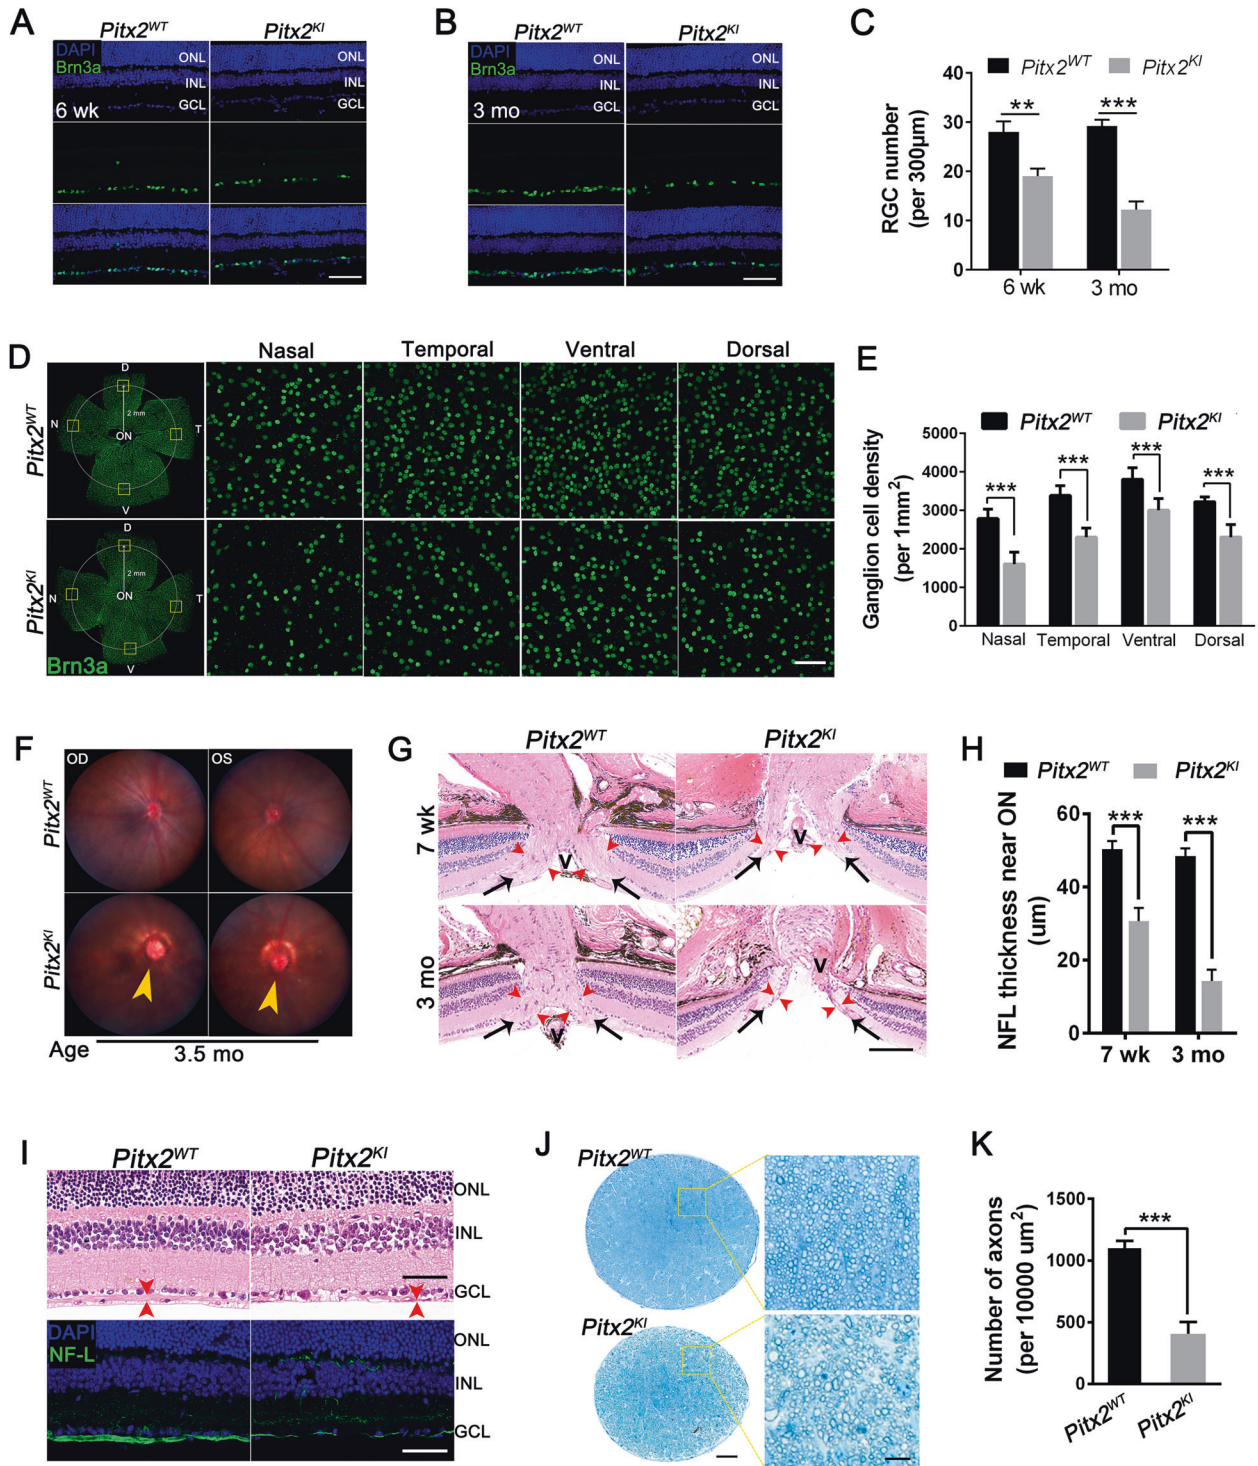 A
Pitx2WT
Pitx2KI
DAPI
Brn3a
ONL
INL
GCL
6 wk
ONL
INL
GCL
B
Pitx2WT
Pitx2KI
DAPI
Brn3a
ONL
INL
GCL
3 mo
ONL
INL
GCL
C
Pitx2WT
Pitx2KI
RGC number
(per 300μm)
40
30
20
10
0
**
***
6 wk
3 mo
D
Nasal
Temporal
Ventral
Dorsal
Pitx2WT
D
2 mm
N
ON
T
V
Pitx2KI
D
2 mm
N
ON
T
V
Brn3a
E
Pitx2WT
Pitx2KI
Ganglion cell density
(per 1mm2)
5000
4000
3000
2000
1000
0
***
***
***
***
Nasal
Temporal
Ventral
Dorsal
F
OD
OS
Pitx2WT
Pitx2KI
Age
3.5 mo
G
Pitx2WT
Pitx2KI
7 wk
V
V
3 mo
V
V
H
Pitx2WT
Pitx2KI
NFL thickness near ON
(um)
60
40
20
0
***
***
7 wk
3 mo
I
Pitx2WT
Pitx2KI
ONL
INL
GCL
DAPI
NF-L
ONL
INL
GCL
J
Pitx2WT
Pitx2KI
K
Number of axons
(per 10000 um2)
1500
1000
500
0
***
Pitx2WT
Pitx2KI